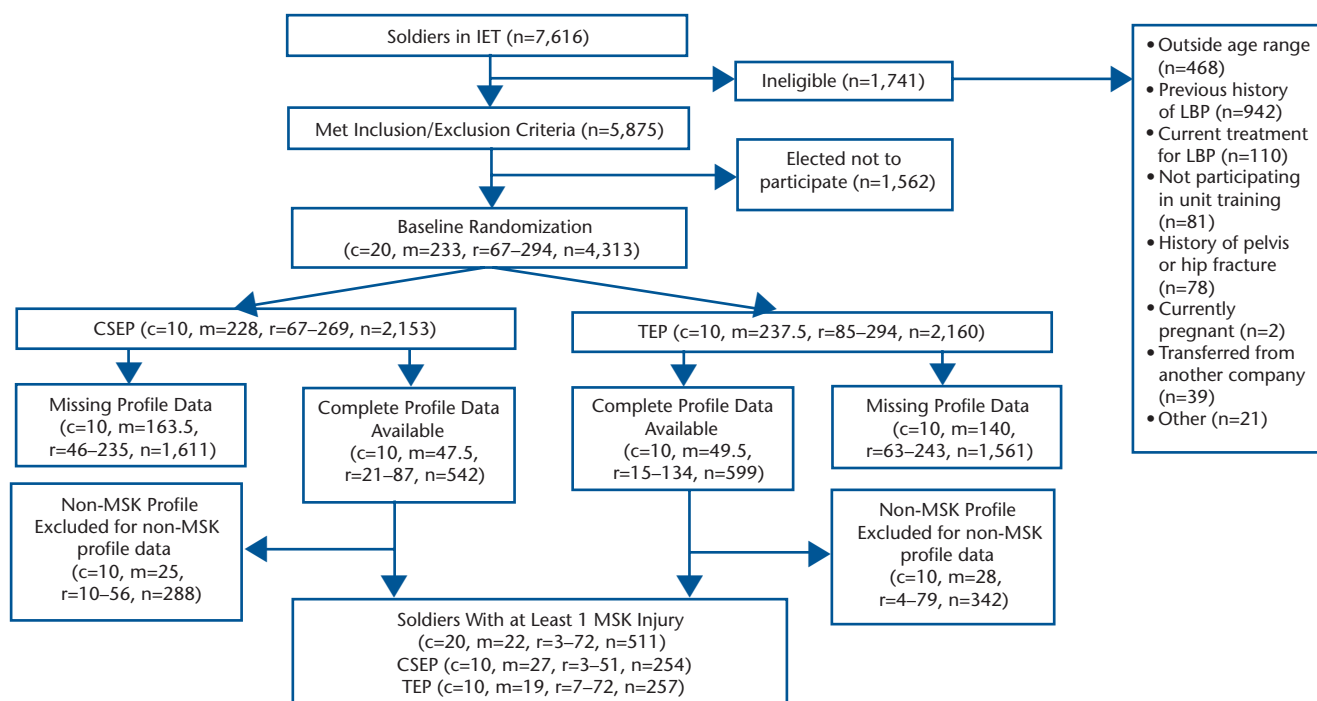 Soldiers in IET (n=7,616)
Ineligible (n=1,741)
• Outside age range
(n=468)
• Previous history
of LBP (n=942)
• Current treatment
for LBP (n=110)
• Not participating
in unit training
(n=81)
• History of pelvis
or hip fracture
(n=78)
• Currently
pregnant (n=2)
• Transferred from
another company
(n=39)
• Other (n=21)
Met Inclusion/Exclusion Criteria (n=5,875)
Elected not to
participate (n=1,562)
Baseline Randomization
(c=20, m=233, r=67–294, n=4,313)
CSEP (c=10, m=228, r=67–269, n=2,153)
TEP (c=10, m=237.5, r=85–294, n=2,160)
Missing Profile Data
(c=10, m=163.5,
r=46–235, n=1,611)
Complete Profile Data
Available
(c=10, m=47.5,
r=21–87, n=542)
Complete Profile Data
Available
(c=10, m=49.5,
r=15–134, n=599)
Missing Profile Data
(c=10, m=140,
r=63–243, n=1,561)
Non-MSK Profile
Excluded for non-MSK
profile data
(c=10, m=25,
r=10–56, n=288)
Non-MSK Profile
Excluded for non-MSK
profile data
(c=10, m=28,
r=4–79, n=342)
Soldiers With at Least 1 MSK Injury
(c=20, m=22, r=3–72, n=511)
CSEP (c=10, m=27, r=3–51, n=254)
TEP (c=10, m=19, r=7–72, n=257)